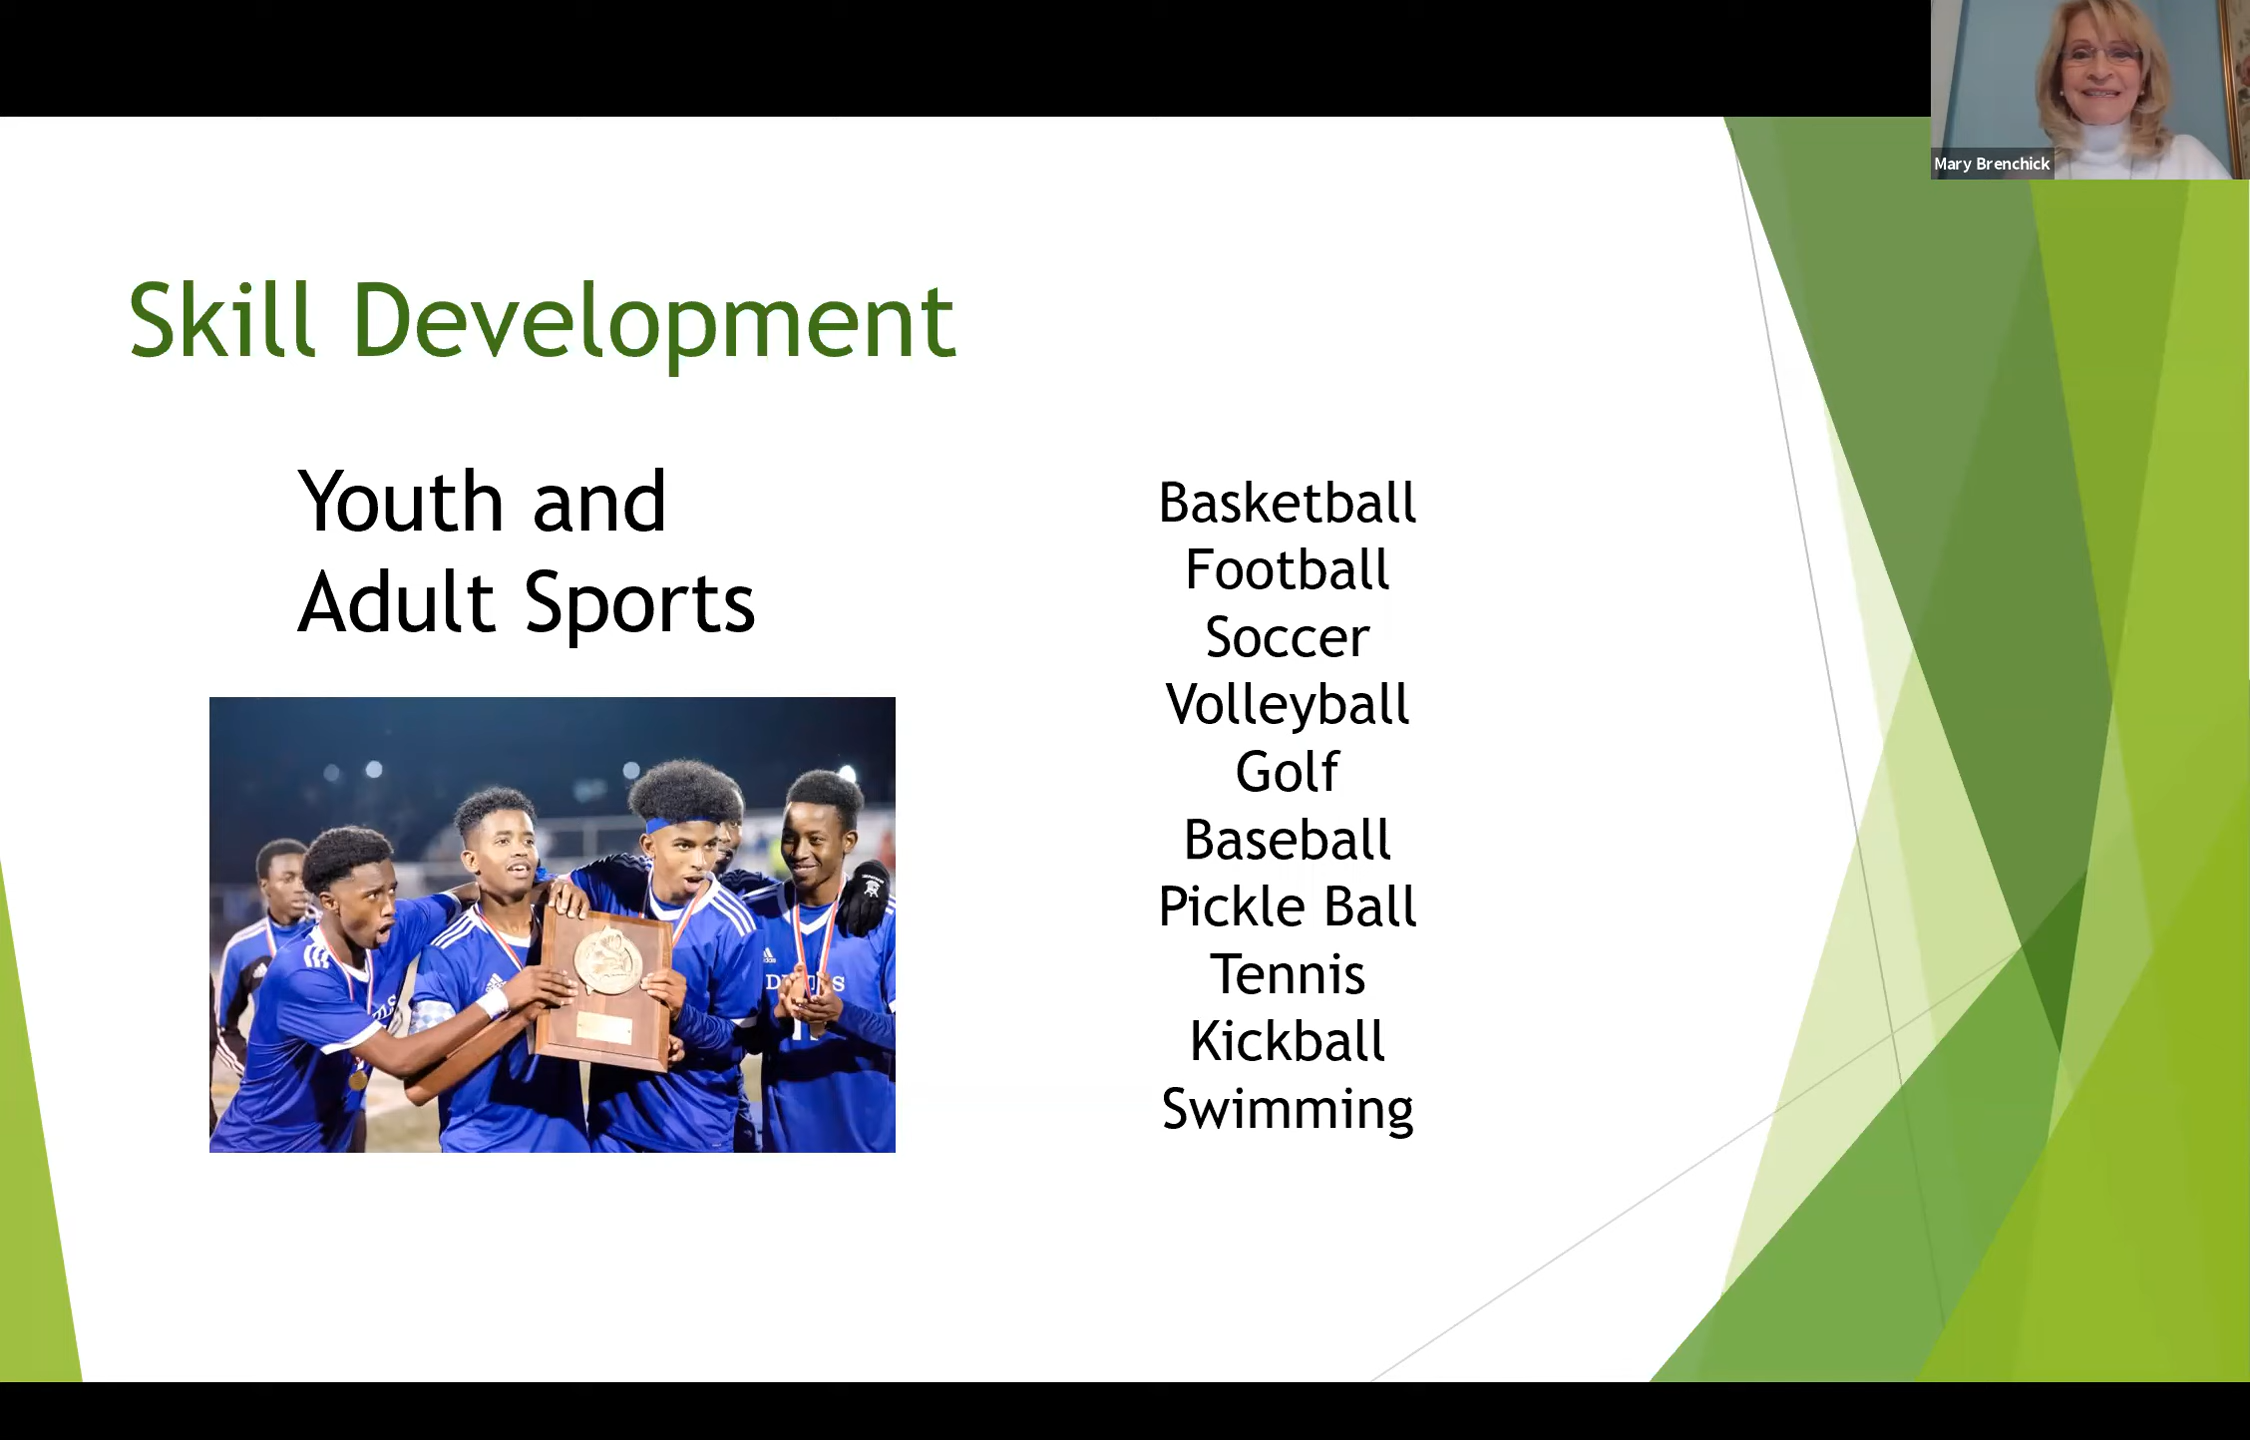 Mary Brenchick
Skill Development
Youth and
Adult Sports
Basketball
Football
Soccer
Volleyball
Golf
Baseball
Pickle Ball
Tennis
Kickball
Swimming